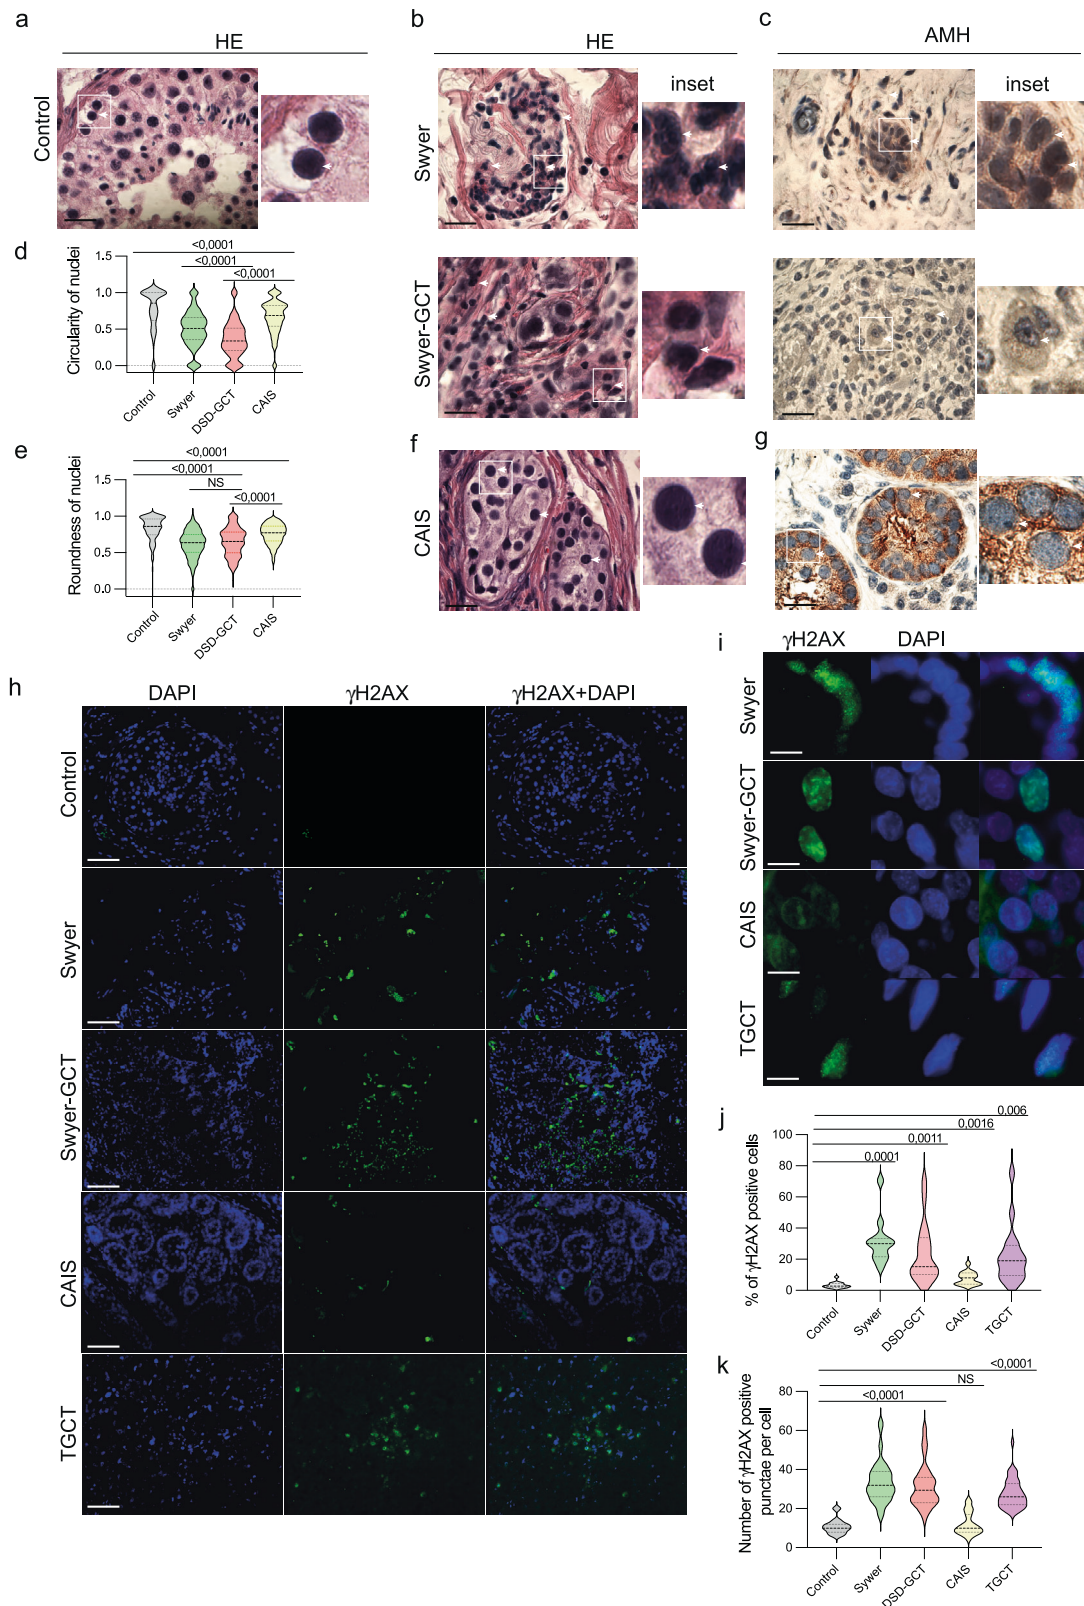 a
HE
Control
b
HE
inset
Swyer
Swyer-GCT
c
AMH
inset
d
<0,0001
<0,0001
<0,0001
Circularity of nuclei
1.5
1.0
0.5
0.0
Control
Swyer
DSD-GCT
CAIS
e
<0,0001
<0,0001
NS
<0,0001
Roundness of nuclei
1.5
1.0
0.5
0.0
Control
Swyer
DSD-GCT
CAIS
f
CAIS
g
h
DAPI
γH2AX
γH2AX+DAPI
Control
Swyer
Swyer-GCT
CAIS
TGCT
i
γH2AX
DAPI
Swyer
Swyer-GCT
CAIS
TGCT
j
0,006
0,0016
0,0011
0,0001
% of γH2AX positive cells
100
80
60
40
20
0
Control
Sywer
DSD-GCT
CAIS
TGCT
k
<0,0001
NS
<0,0001
Number of γH2AX positive
punctae per cell
80
60
40
20
0
Control
Sywer
DSD-GCT
CAIS
TGCT